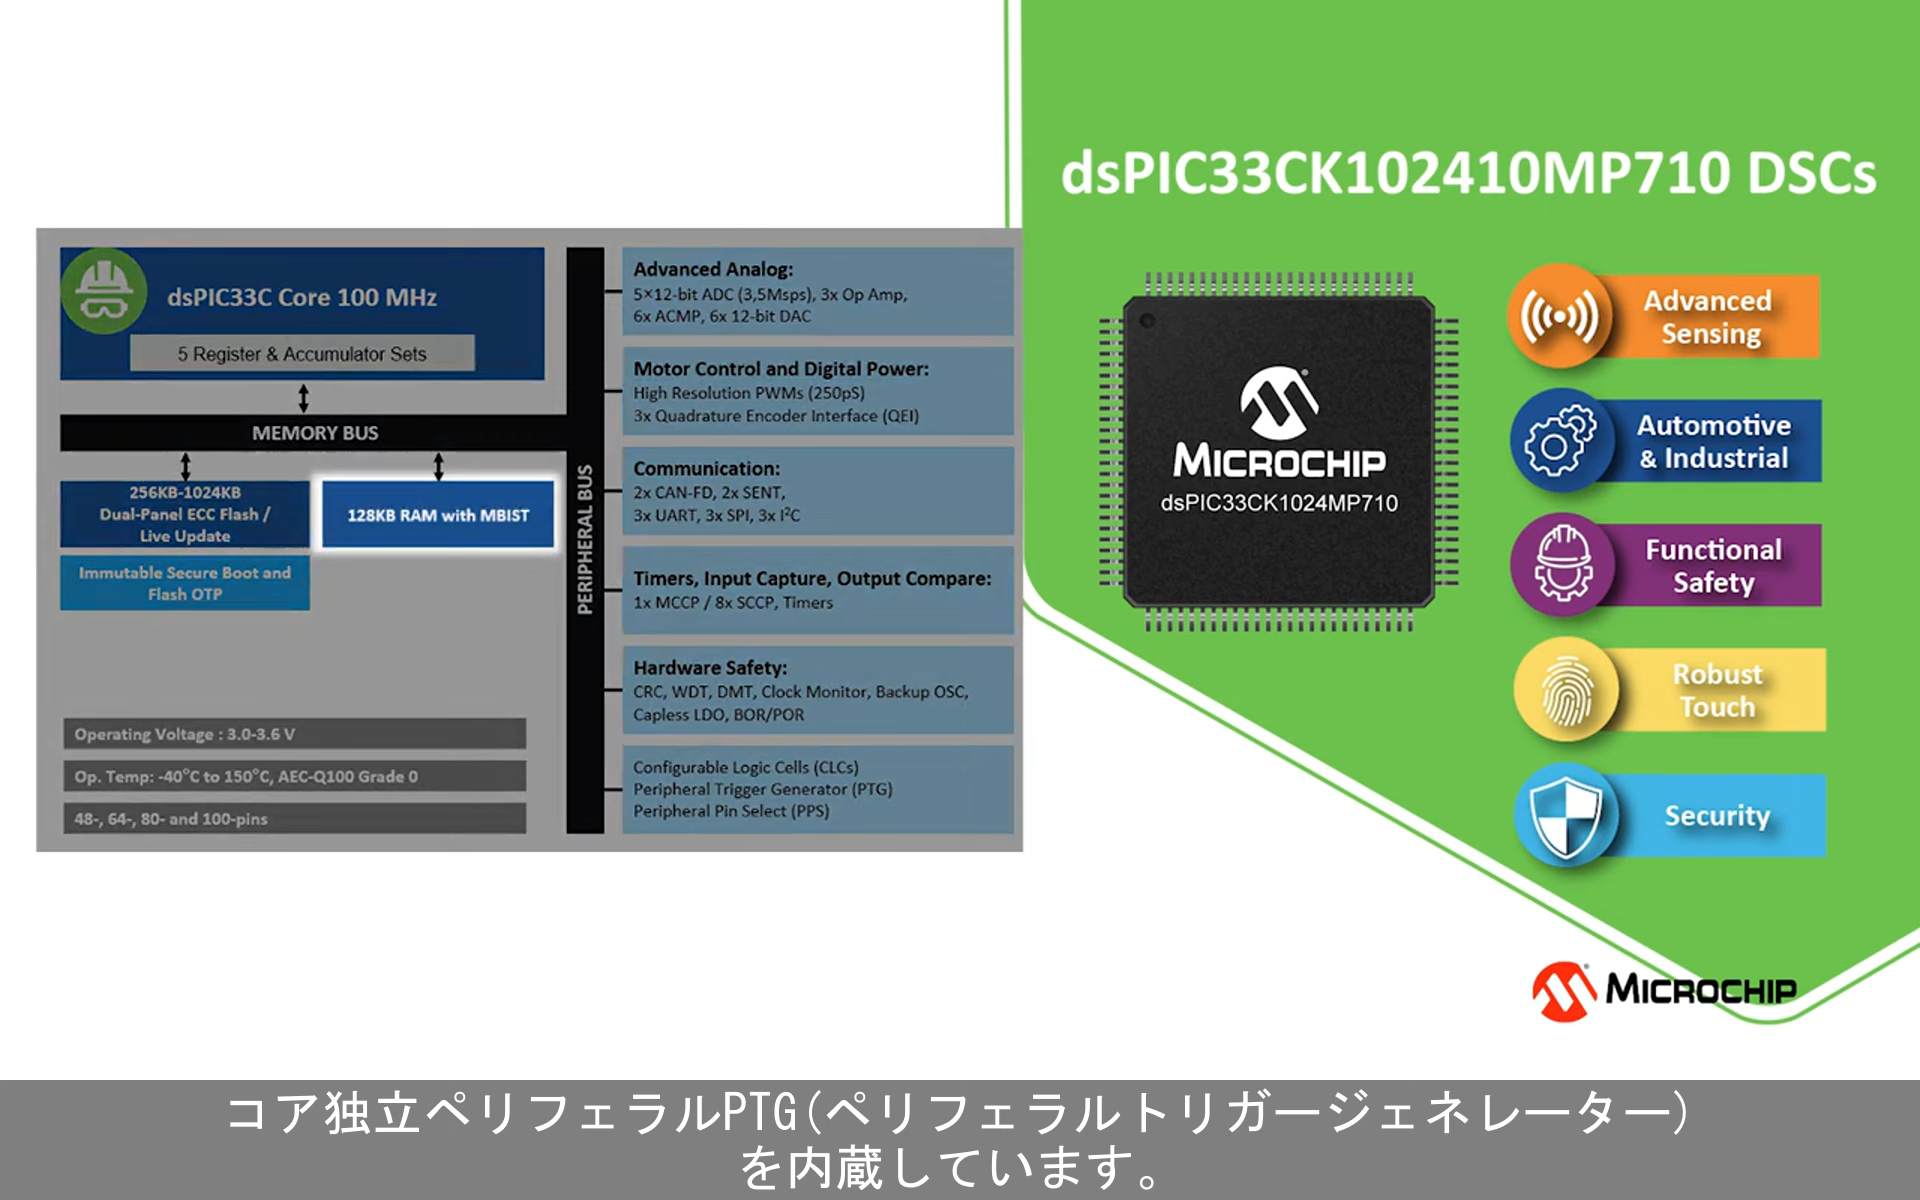 dsPIC33CK102410MP710 DSCs
dsPIC33C Core 100 MHz
5 Register & Accumulator Sets
MEMORY BUS
256KB-1024KB
Dual-Panel ECC Flash /
Live Update
128KB RAM with MBIST
Immutable Secure Boot and
Flash OTP
Operating Voltage : 3.0-3.6 V
Op. Temp: -40°C to 150°C, AEC-Q100 Grade 0
48-, 64-, 80- and 100-pins
PERIPHERAL BUS
Advanced Analog:
5×12-bit ADC (3,5Msps), 3x Op Amp,
6x ACMP, 6x 12-bit DAC
Motor Control and Digital Power:
High Resolution PWMs (250pS)
3x Quadrature Encoder Interface (QEI)
Communication:
2x CAN-FD, 2x SENT,
3x UART, 3x SPI, 3x I²C
Timers, Input Capture, Output Compare:
1x MCCP / 8x SCCP, Timers
Hardware Safety:
CRC, WDT, DMT, Clock Monitor, Backup OSC,
Capless LDO, BOR/POR
Configurable Logic Cells (CLCs)
Peripheral Trigger Generator (PTG)
Peripheral Pin Select (PPS)
MICROCHIP
dsPIC33CK1024MP710
Advanced
Sensing
Automotive
& Industrial
Functional
Safety
Robust
Touch
Security
MICROCHIP
コア独立ペリフェラルPTG(ペリフェラルトリガージェネレーター)
を内蔵しています。